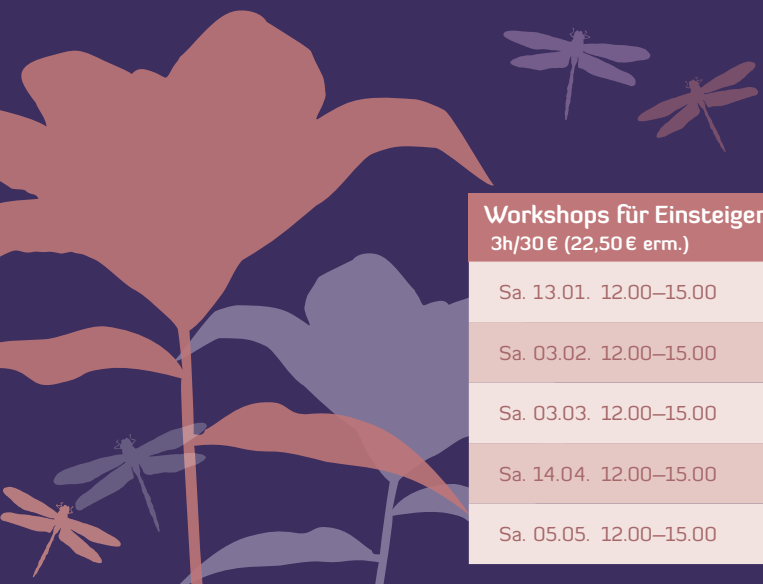 Workshops für Einsteiger
3h/30 € (22,50 € erm.)
Sa. 13.01. 12.00–15.00
Sa. 03.02. 12.00–15.00
Sa. 03.03. 12.00–15.00
Sa. 14.04. 12.00–15.00
Sa. 05.05. 12.00–15.00